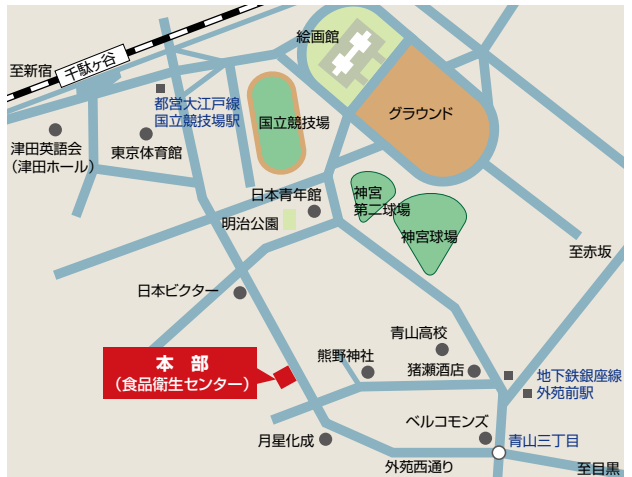 絵画館
至新宿
千駄ヶ谷
都営大江戸線
国立競技場駅
国立競技場
グラウンド
津田英語会
（津田ホール）
東京体育館
日本青年館
神宮
第二球場
明治公園
神宮球場
至赤坂
日本ビクター
青山高校
本部
（食品衛生センター）
熊野神社
猪瀬酒店
地下鉄銀座線
外苑前駅
ベルコモンズ
月星化成
青山三丁目
外苑西通り
至目黒